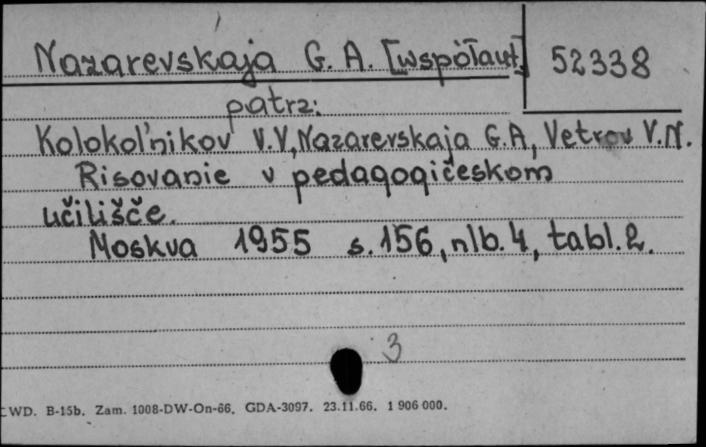 Nazarevskaja G. A. [współaut.] 52338
patrz:
Kolokol'nikov V.V, Nazarevskaja G.A, Vetrov V.N.
Risovanie v pedagogičeskom
učilišče.
Moskva 1955 s. 156, nlb. 4, tabl. 2.
3
LWD. B-15b. Zam. 1008-DW-On-66. GDA-3097. 23.11.66. 1 906 000.